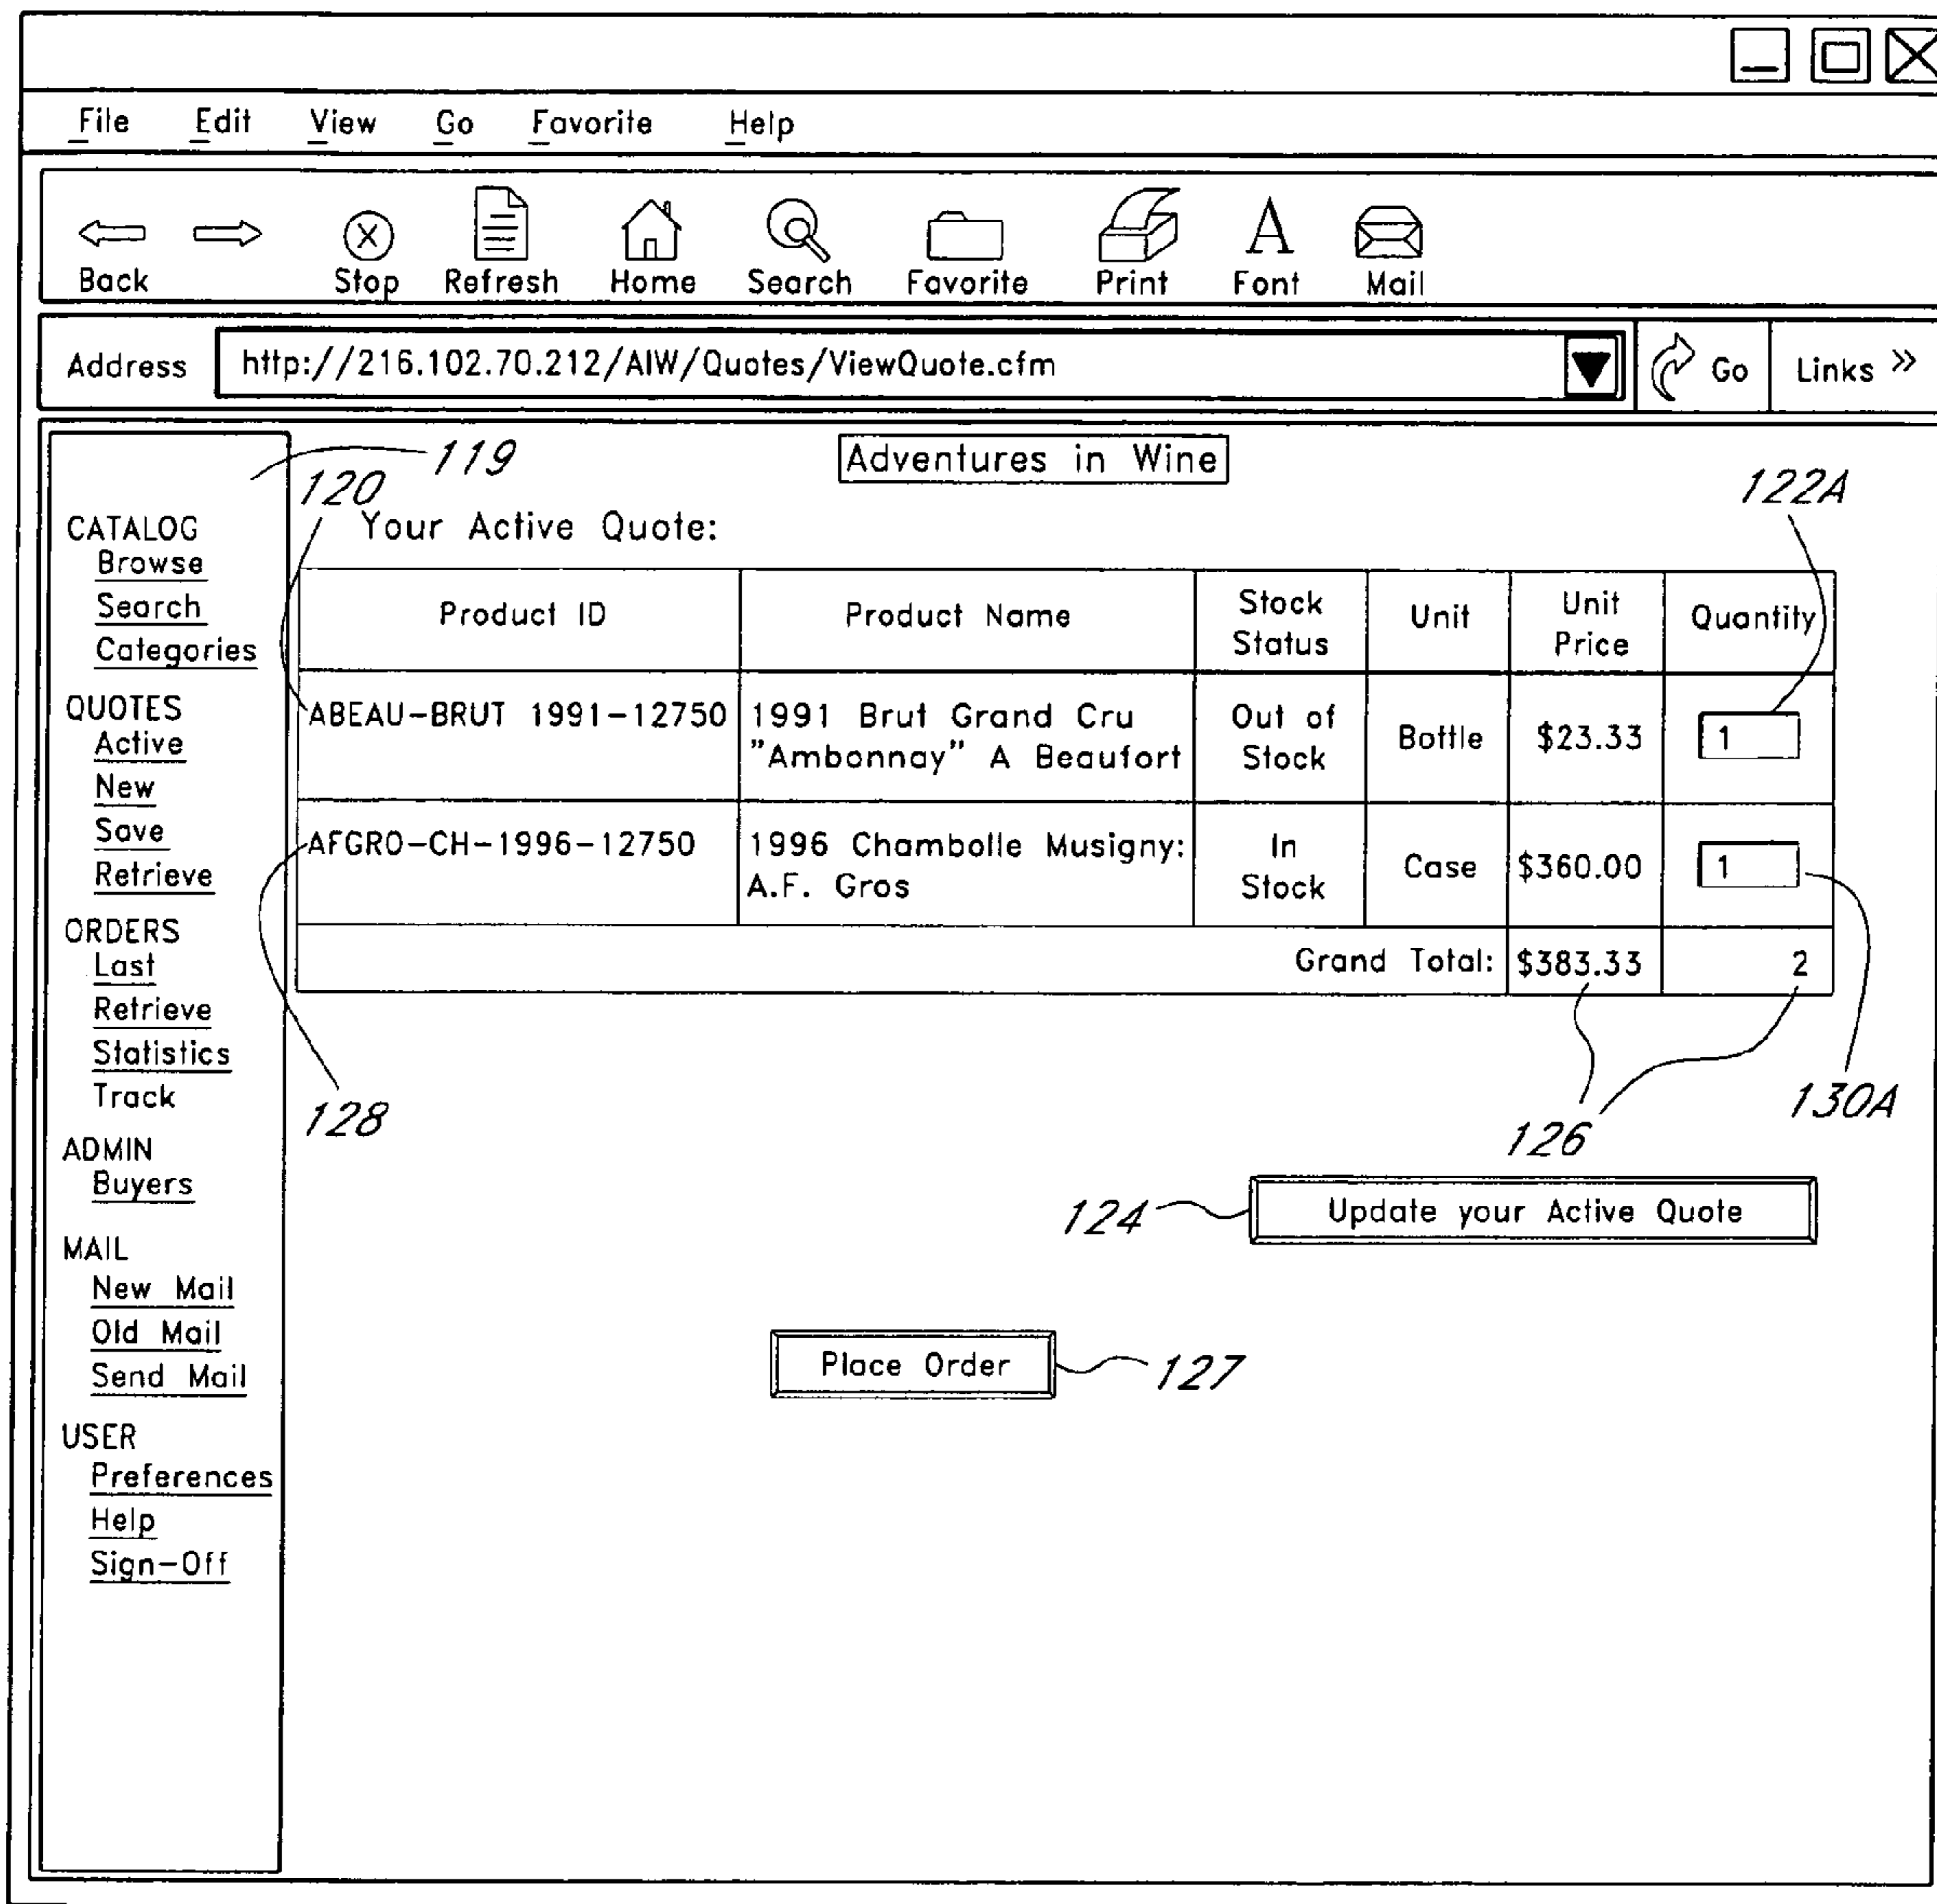 File Edit View Go Favorite Help
Back Stop Refresh Home Search Favorite Print Font Mail
Address http://216.102.70.212/AIW/Quotes/ViewQuote.cfm Go Links »
119
120
CATALOG
Browse
Search
Categories
QUOTES
Active
New
Save
Retrieve
ORDERS
Last
Retrieve
Statistics
Track
ADMIN
Buyers
MAIL
New Mail
Old Mail
Send Mail
USER
Preferences
Help
Sign-Off
Adventures in Wine
122A
Your Active Quote:
Product ID
Product Name
Stock
Status
Unit
Unit
Price
Quantity
ABEAU-BRUT 1991-12750
1991 Brut Grand Cru
"Ambonnay" A Beaufort
Out of
Stock
Bottle
$23.33
1
AFGRO-CH-1996-12750
1996 Chambolle Musigny:
A.F. Gros
In
Stock
Case
$360.00
1
Grand Total: $383.33 2
128
126
130A
124
Update your Active Quote
Place Order
127